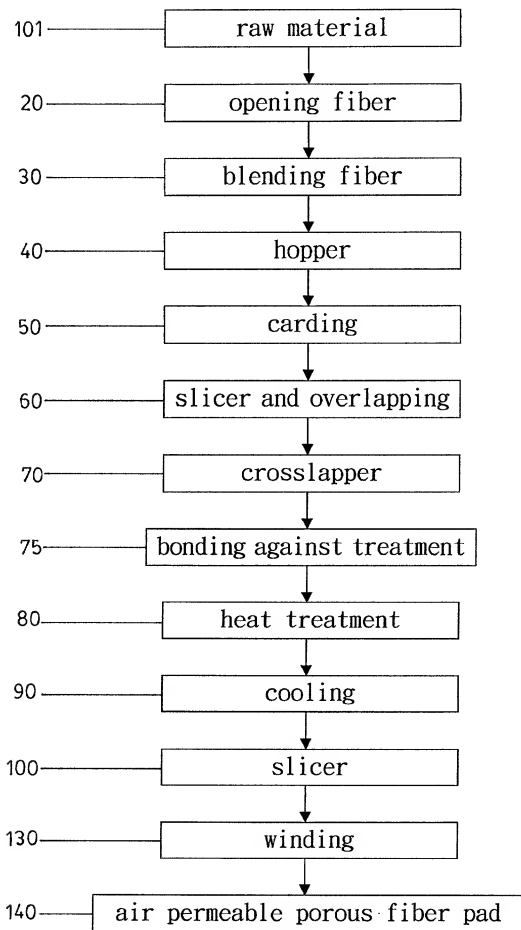 101 raw material
20 opening fiber
30 blending fiber
40 hopper
50 carding
60 slicer and overlapping
70 crosslapper
75 bonding against treatment
80 heat treatment
90 cooling
100 slicer
130 winding
140 air permeable porous fiber pad